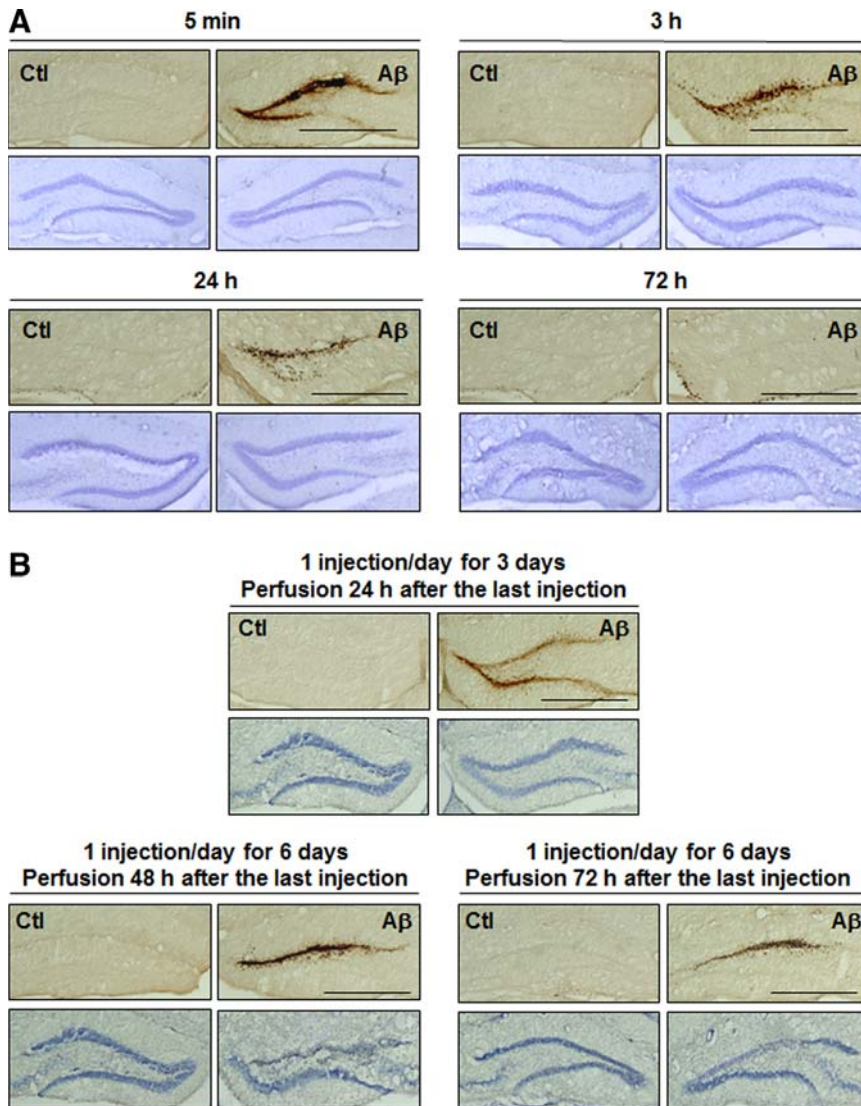 A
5 min
3 h
Ctl
Aβ
Ctl
Aβ
24 h
72 h
Ctl
Aβ
Ctl
Aβ
B
1 injection/day for 3 days
Perfusion 24 h after the last injection
Ctl
Aβ
1 injection/day for 6 days
Perfusion 48 h after the last injection
1 injection/day for 6 days
Perfusion 72 h after the last injection
Ctl
Aβ
Ctl
Aβ